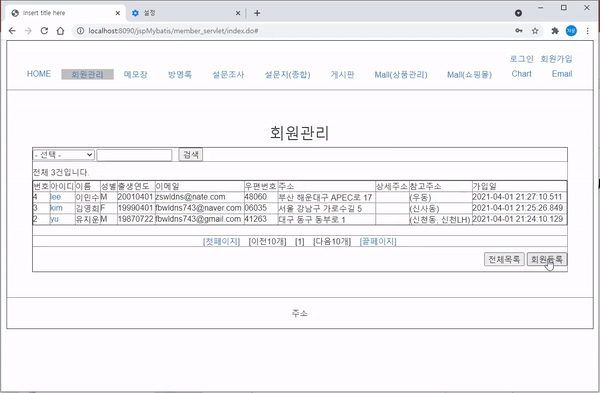 Insert title here
설정
localhost:8090/jspMybatis/member_servlet/index.do#
로그인 회원가입
HOME 회원관리 메모장 방명록 설문조사 설문지(종합) 게시판 Mall(상품관리) Mall(쇼핑몰) Chart Email
회원관리
- 선택 - 검색
전체 3건입니다.
번호 아이디 이름 성별 출생연도 이메일 우편번호 주소 상세주소 참고주소 가입일
4 lee 이민수 M 20010401 zswldns@nate.com 48060 부산 해운대구 APEC로 17 (우동) 2021-04-01 21:27:10.511
3 kim 김영희 F 19990401 fbwldns743@naver.com 06035 서울 강남구 가로수길 5 (신사동) 2021-04-01 21:25:26.849
2 yu 유지운 M 19870722 fbwldns743@gmail.com 41263 대구 동구 동부로 1 (신천동, 신천LH) 2021-04-01 21:24:10.129
[첫페이지] [이전10개] [1] [다음10개] [끝페이지]
전체목록 회원등록
주소